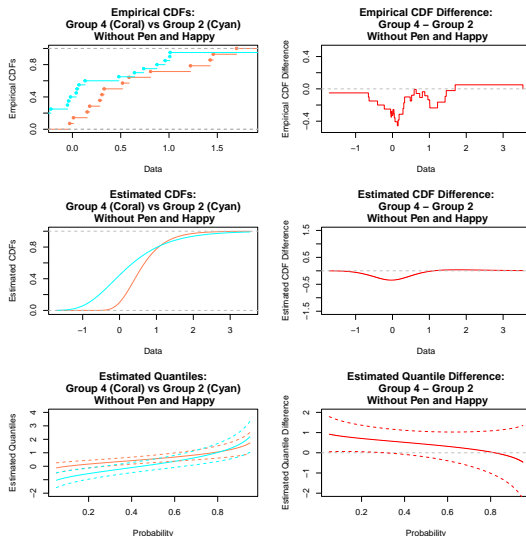 Empirical CDFs:
Group 4 (Coral) vs Group 2 (Cyan)
Without Pen and Happy
Empirical CDFs
0.0 0.4 0.8
0.0 0.5 1.0 1.5
Data
Empirical CDF Difference:
Group 4 – Group 2
Without Pen and Happy
Empirical CDF Difference
−0.4 0.0 0.4
0 1 2 3
Data
Estimated CDFs:
Group 4 (Coral) vs Group 2 (Cyan)
Without Pen and Happy
Estimated CDFs
0.0 0.4 0.8
−1 0 1 2 3
Data
Estimated CDF Difference:
Group 4 – Group 2
Without Pen and Happy
Estimated CDF Difference
−1.5 −0.5 0.5 1.5
−1 0 1 2 3
Data
Estimated Quantiles:
Group 4 (Coral) vs Group 2 (Cyan)
Without Pen and Happy
Estimated Quantiles
−2 0 1 2 3 4
0.2 0.4 0.6 0.8
Probability
Estimated Quantile Difference:
Group 4 – Group 2
Without Pen and Happy
Estimated Quantile Difference
−2 −1 0 1 2
0.2 0.4 0.6 0.8
Probability